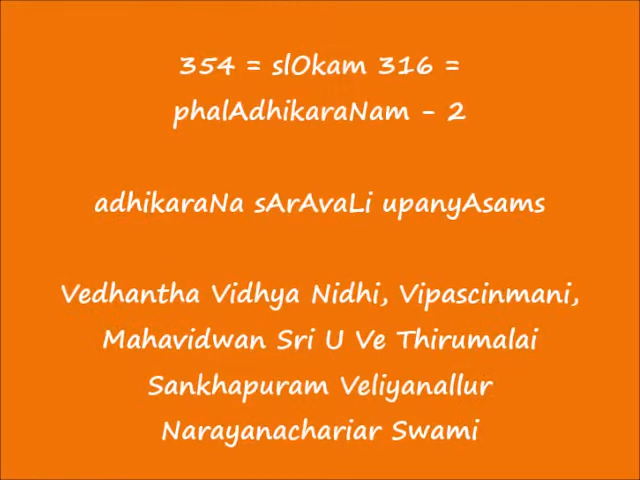 354 = slOkam 316 =
phalAdhikaraNam - 2
adhikaraNa sArAvaLi upanyAsams
Vedhantha Vidhya Nidhi, Vipascinmani,
Mahavidwan Sri U Ve Thirumalai
Sankhapuram Veliyanallur
Narayanachariar Swami